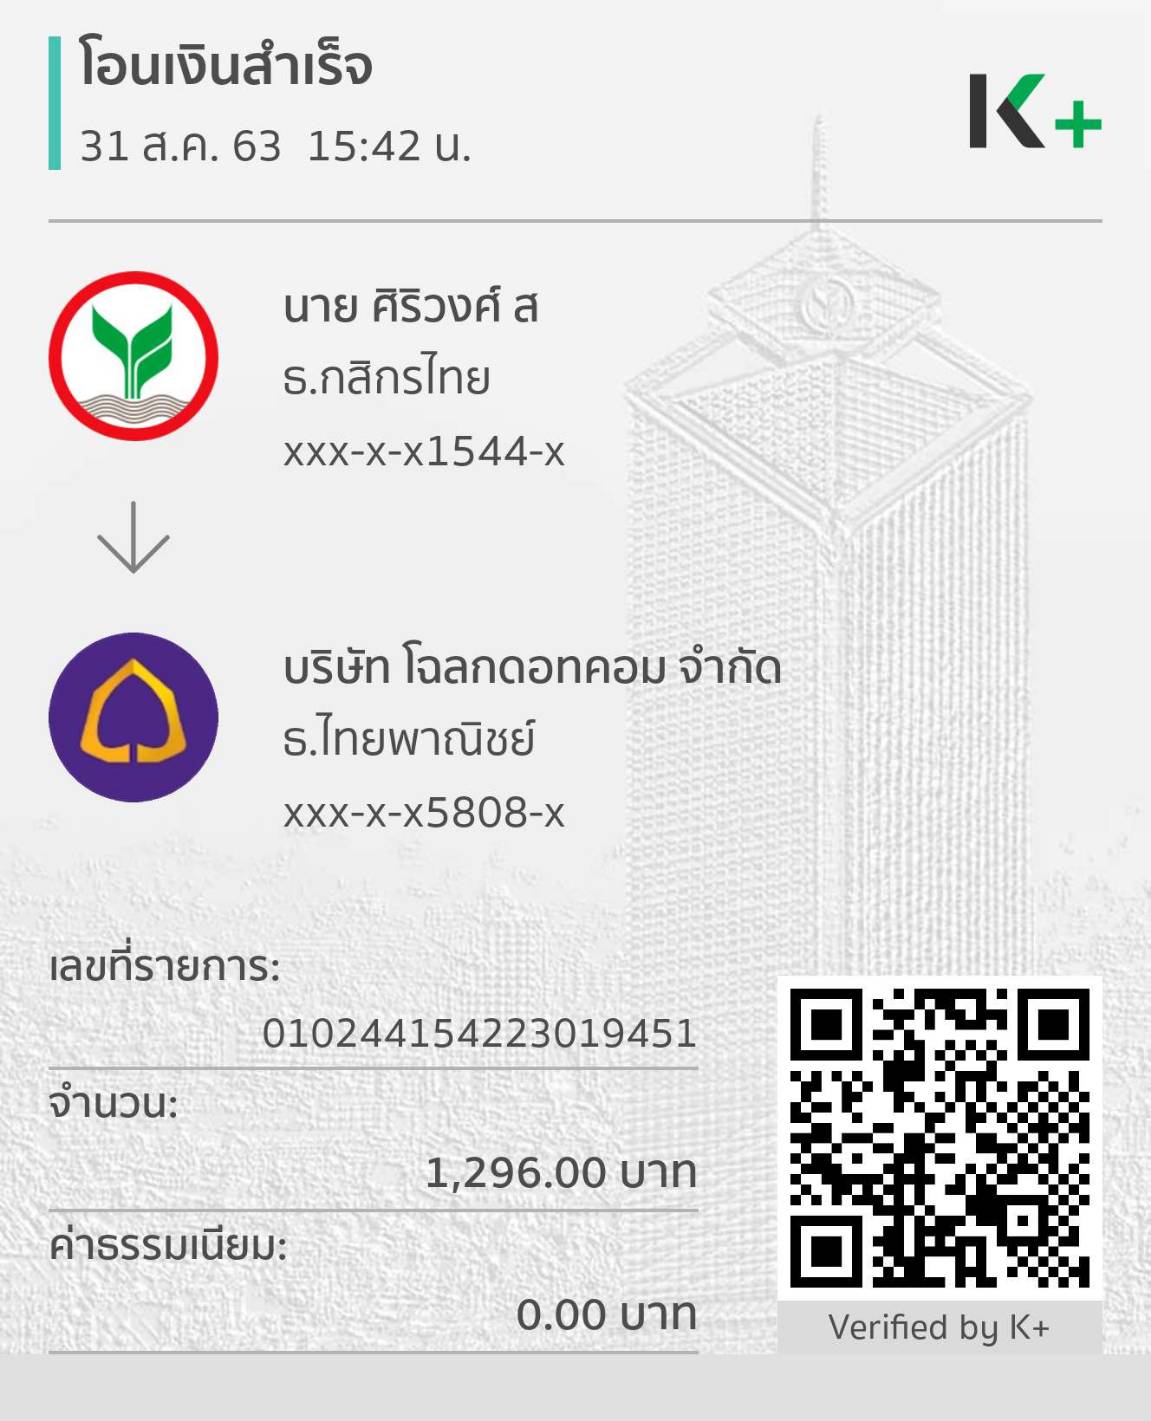 โอนเงินสำเร็จ
31 ส.ค. 63  15:42 น.
K+
นาย ศิริวงศ์ ส
ธ.กสิกรไทย
xxx-x-x1544-x
บริษัท โฉลกดอทคอม จำกัด
ธ.ไทยพาณิชย์
xxx-x-x5808-x
เลขที่รายการ:
010244154223019451
จำนวน:
1,296.00 บาท
ค่าธรรมเนียม:
0.00 บาท
Verified by K+